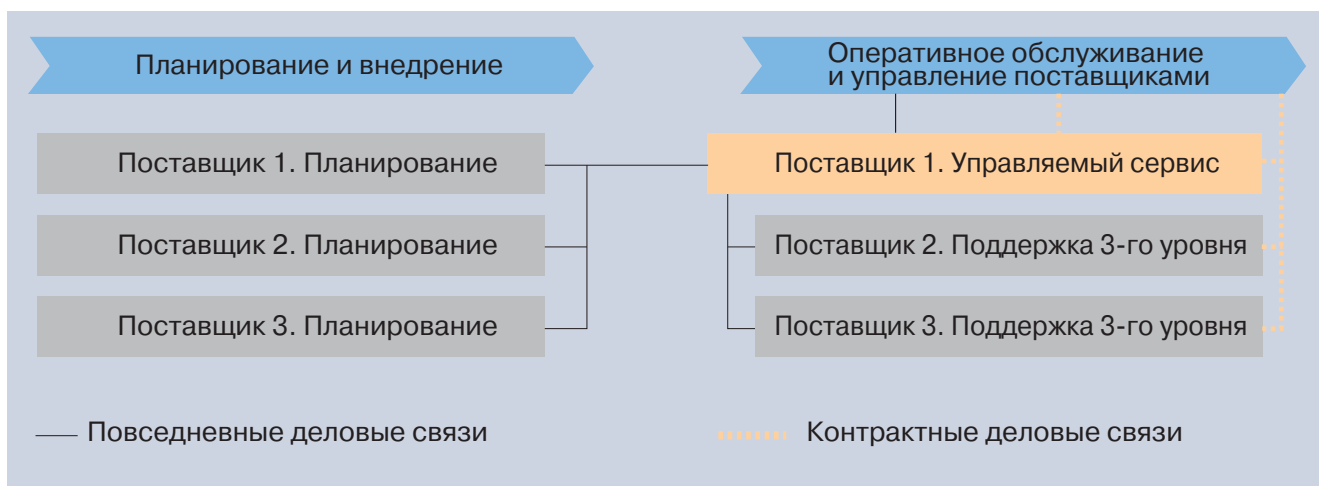 Планирование и внедрение
Оперативное обслуживание
и управление поставщиками
Поставщик 1. Планирование
Поставщик 1. Управляемый сервис
Поставщик 2. Планирование
Поставщик 2. Поддержка 3-го уровня
Поставщик 3. Планирование
Поставщик 3. Поддержка 3-го уровня
Повседневные деловые связи
Контрактные деловые связи